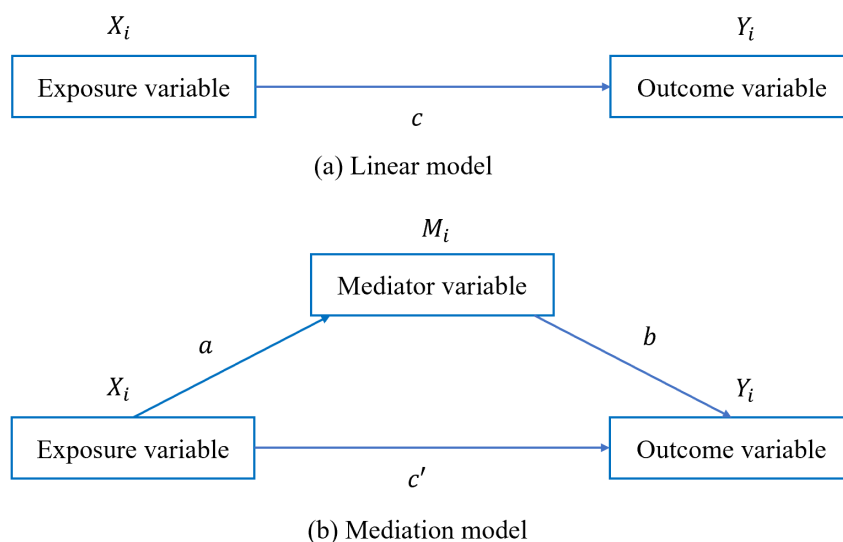 X_i Y_i
Exposure variable Outcome variable
c
(a) Linear model
M_i
Mediator variable
a b
X_i Y_i
Exposure variable Outcome variable
c′
(b) Mediation model